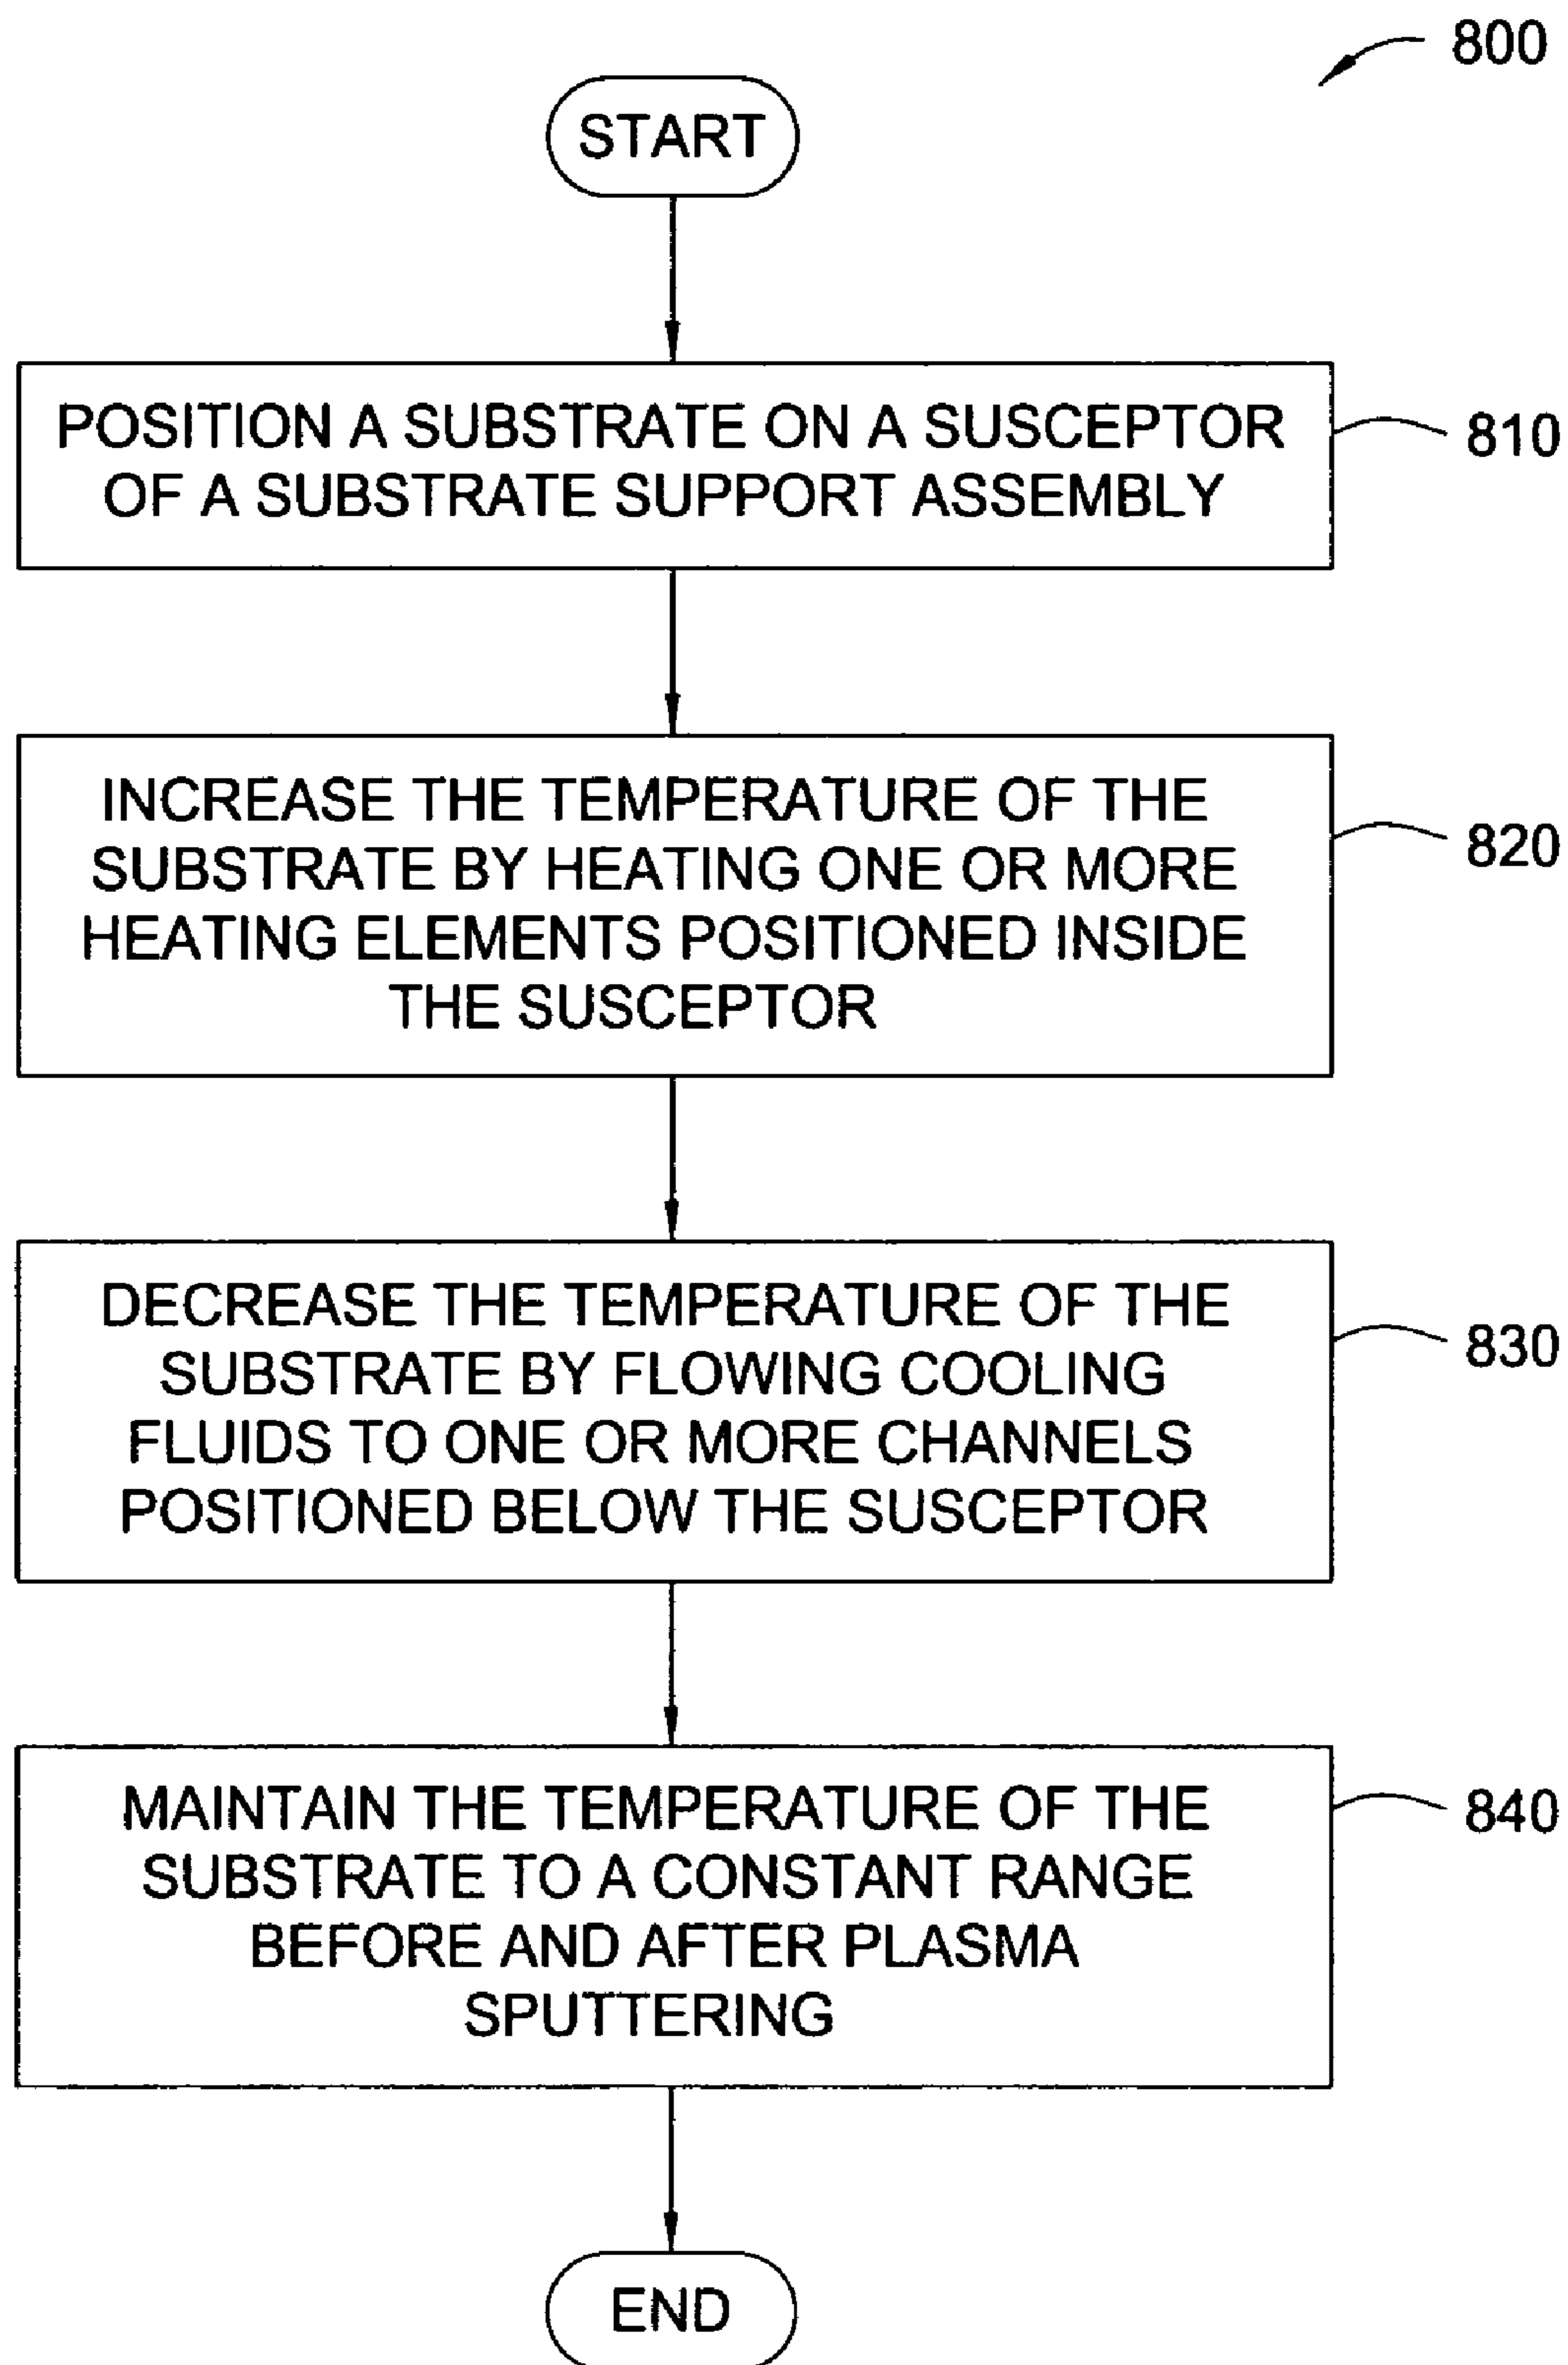 800
START
POSITION A SUBSTRATE ON A SUSCEPTOR
OF A SUBSTRATE SUPPORT ASSEMBLY
810
INCREASE THE TEMPERATURE OF THE
SUBSTRATE BY HEATING ONE OR MORE
HEATING ELEMENTS POSITIONED INSIDE
THE SUSCEPTOR
820
DECREASE THE TEMPERATURE OF THE
SUBSTRATE BY FLOWING COOLING
FLUIDS TO ONE OR MORE CHANNELS
POSITIONED BELOW THE SUSCEPTOR
830
MAINTAIN THE TEMPERATURE OF THE
SUBSTRATE TO A CONSTANT RANGE
BEFORE AND AFTER PLASMA
SPUTTERING
840
END